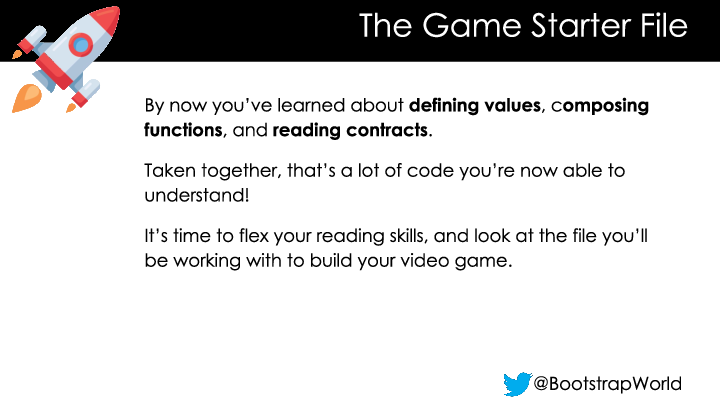 The Game Starter File
By now you’ve learned about defining values, composing
functions, and reading contracts.
Taken together, that’s a lot of code you’re now able to
understand!
It’s time to flex your reading skills, and look at the file you’ll
be working with to build your video game.
@BootstrapWorld